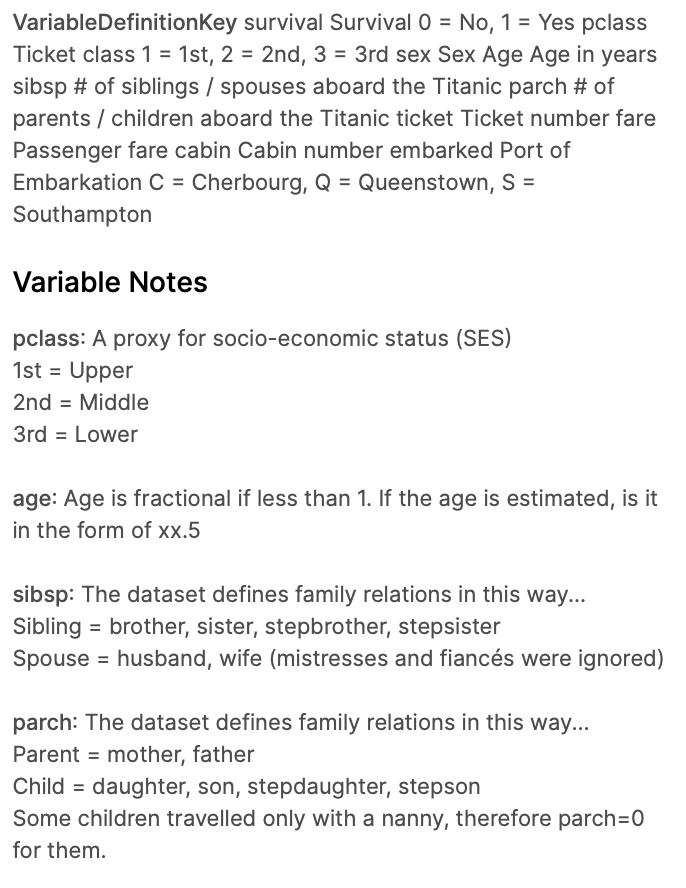 VariableDefinitionKey survival Survival 0 = No, 1 = Yes pclass
Ticket class 1 = 1st, 2 = 2nd, 3 = 3rd sex Sex Age Age in years
sibsp # of siblings / spouses aboard the Titanic parch # of
parents / children aboard the Titanic ticket Ticket number fare
Passenger fare cabin Cabin number embarked Port of
Embarkation C = Cherbourg, Q = Queenstown, S =
Southampton
Variable Notes
pclass: A proxy for socio-economic status (SES)
1st = Upper
2nd = Middle
3rd = Lower
age: Age is fractional if less than 1. If the age is estimated, is it
in the form of xx.5
sibsp: The dataset defines family relations in this way...
Sibling = brother, sister, stepbrother, stepsister
Spouse = husband, wife (mistresses and fiancés were ignored)
parch: The dataset defines family relations in this way...
Parent = mother, father
Child = daughter, son, stepdaughter, stepson
Some children travelled only with a nanny, therefore parch=0
for them.